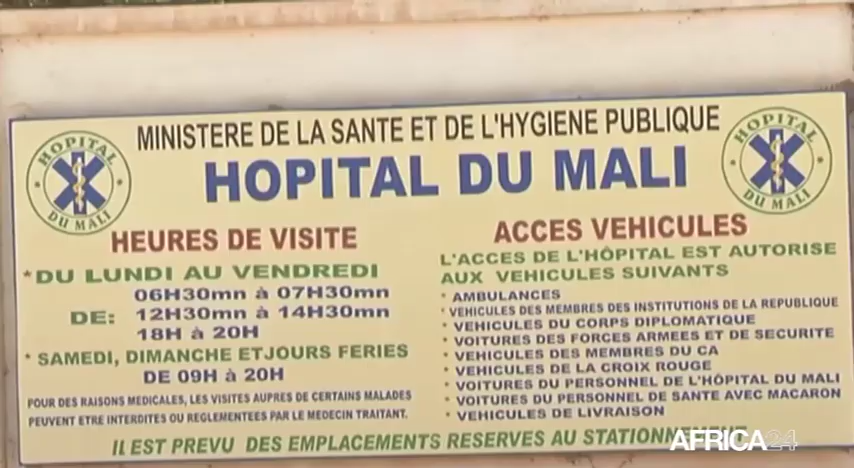 MINISTERE DE LA SANTE ET DE L'HYGIENE PUBLIQUE
HOPITAL DU MALI
HOPITAL DU MALI
HOPITAL DU MALI
HEURES DE VISITE
*DU LUNDI AU VENDREDI
DE:
06H30mn à 07H30mn
12H30mn à 14H30mn
18H à 20H
* SAMEDI, DIMANCHE ETJOURS FERIES
DE 09H à 20H
POUR DES RAISONS MEDICALES, LES VISITES AUPRES DE CERTAINS MALADES
PEUVENT ETRE INTERDITES OU REGLEMENTEES PAR LE MEDECIN TRAITANT.
ACCES VEHICULES
L'ACCES DE L'HÔPITAL EST AUTORISE
AUX VEHICULES SUIVANTS
* AMBULANCES
* VEHICULES DES MEMBRES DES INSTITUTIONS DE LA REPUBLIQUE
* VEHICULES DU CORPS DIPLOMATIQUE
* VOITURES DES FORCES ARMEES ET DE SECURITE
* VEHICULES DES MEMBRES DU CA
* VEHICULES DE LA CROIX ROUGE
* VOITURES DU PERSONNEL DE L'HÔPITAL DU MALI
* VOITURES DU PERSONNEL DE SANTE AVEC MACARON
* VEHICULES DE LIVRAISON
IL EST PREVU DES EMPLACEMENTS RESERVES AU STATIONNEMENT
AFRICA24